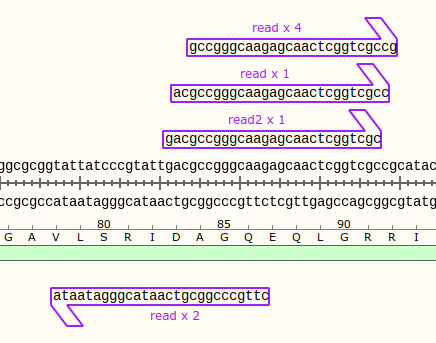 read x 4
gccgggcaagagcaactcggtcgccg
read x 1
acgccgggcaagagcaactcggtcgcc
read2 x 1
gacgccgggcaagagcaactcggtcgc
ggcgcggtattatcccgtattgacgccgggcaagagcaactcggtcgccgcatac
ccgcgccataatagggcataactgcggcccgttctcgttgagccagcggcgtatg
80 85 90
G A V L S R I D A G Q E Q L G R R I
ataatagggcataactgcggcccgttc
read x 2